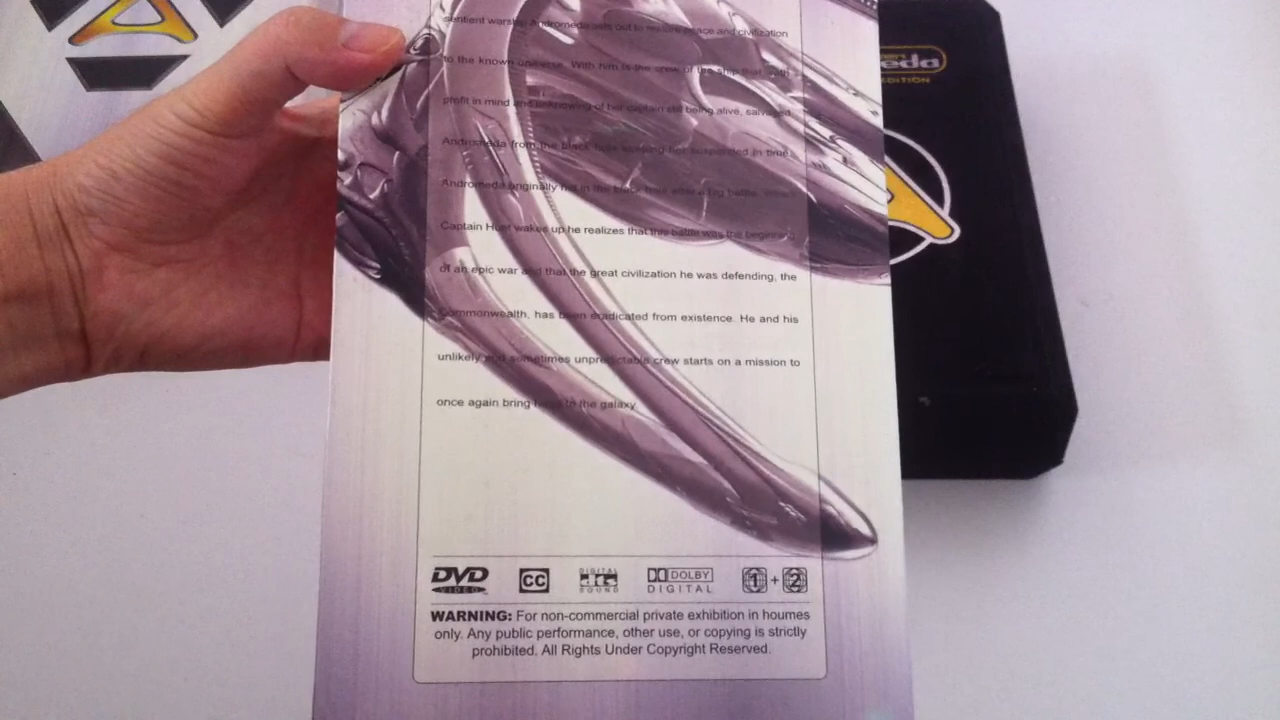 sentient warship Andromeda sets out to restore peace and civilization
to the known universe. With him is the crew of the ship that, with
profit in mind and unknowing of her captain still being alive, salvaged
Andromeda from the black hole
Andromeda originally hid in the black hole after a big battle, when
Captain Hunt wakes up he realizes that this battle was the beginning
of an epic war and that the great civilization he was defending, the
Commonwealth, has been eradicated from existence. He and his
unlikely and sometimes unpredictable crew starts on a mission to
once again bring hope to the galaxy
DVD VIDEO CC DIGITAL dts SOUND DOLBY DIGITAL 1 + 2
WARNING: For non-commercial private exhibition in houmes
only. Any public performance, other use, or copying is strictly
prohibited. All Rights Under Copyright Reserved.
eda
EDITION